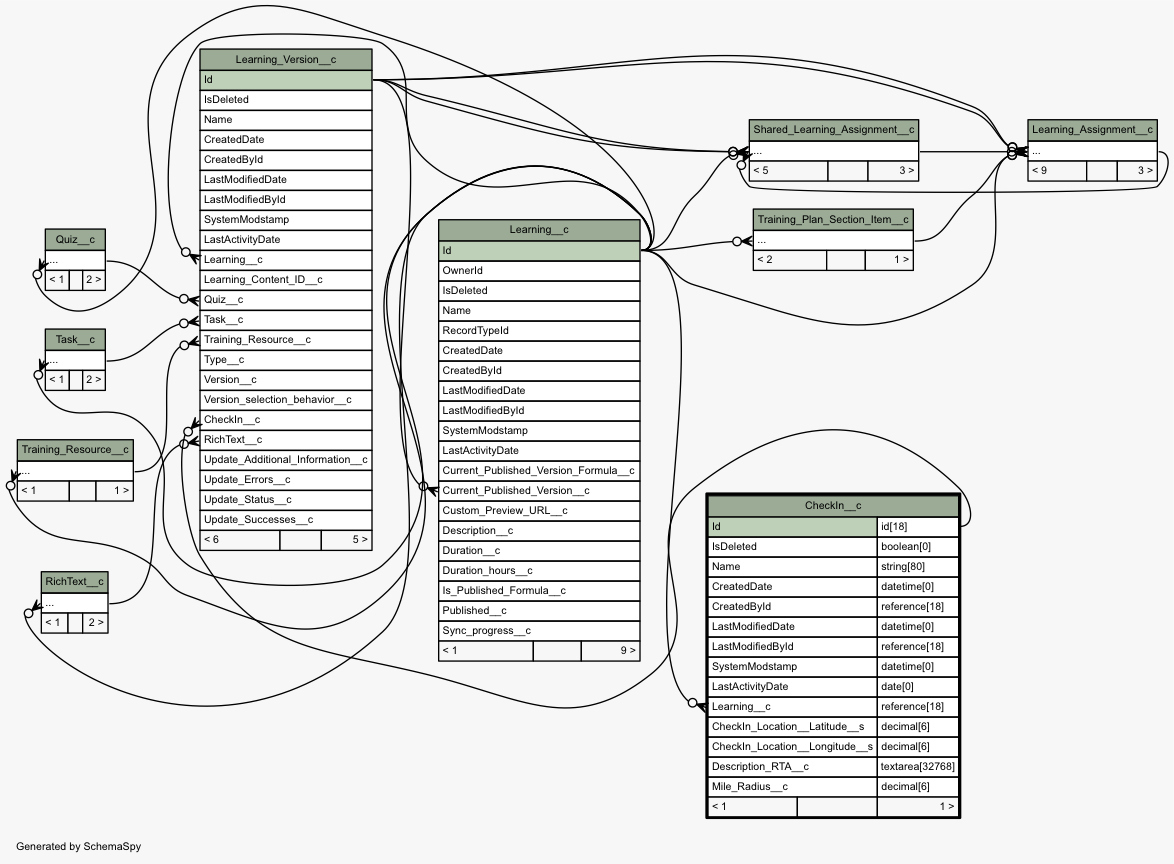 Learning_Version__c
Id
IsDeleted
Name
CreatedDate
CreatedById
LastModifiedDate
LastModifiedById
SystemModstamp
LastActivityDate
Learning__c
Learning_Content_ID__c
Quiz__c
Task__c
Training_Resource__c
Type__c
Version__c
Version_selection_behavior__c
CheckIn__c
RichText__c
Update_Additional_Information__c
Update_Errors__c
Update_Status__c
Update_Successes__c
< 6 5 >
Quiz__c
...
< 1 2 >
Task__c
...
< 1 2 >
Training_Resource__c
...
< 1 1 >
RichText__c
...
< 1 2 >
Learning__c
Id
OwnerId
IsDeleted
Name
RecordTypeId
CreatedDate
CreatedById
LastModifiedDate
LastModifiedById
SystemModstamp
LastActivityDate
Current_Published_Version_Formula__c
Current_Published_Version__c
Custom_Preview_URL__c
Description__c
Duration__c
Duration_hours__c
Is_Published_Formula__c
Published__c
Sync_progress__c
< 1 9 >
Shared_Learning_Assignment__c
...
< 5 3 >
Learning_Assignment__c
...
< 9 3 >
Training_Plan_Section_Item__c
...
< 2 1 >
CheckIn__c
Id id[18]
IsDeleted boolean[0]
Name string[80]
CreatedDate datetime[0]
CreatedById reference[18]
LastModifiedDate datetime[0]
LastModifiedById reference[18]
SystemModstamp datetime[0]
LastActivityDate date[0]
Learning__c reference[18]
CheckIn_Location__Latitude__s decimal[6]
CheckIn_Location__Longitude__s decimal[6]
Description_RTA__c textarea[32768]
Mile_Radius__c decimal[6]
< 1 1 >
Generated by SchemaSpy